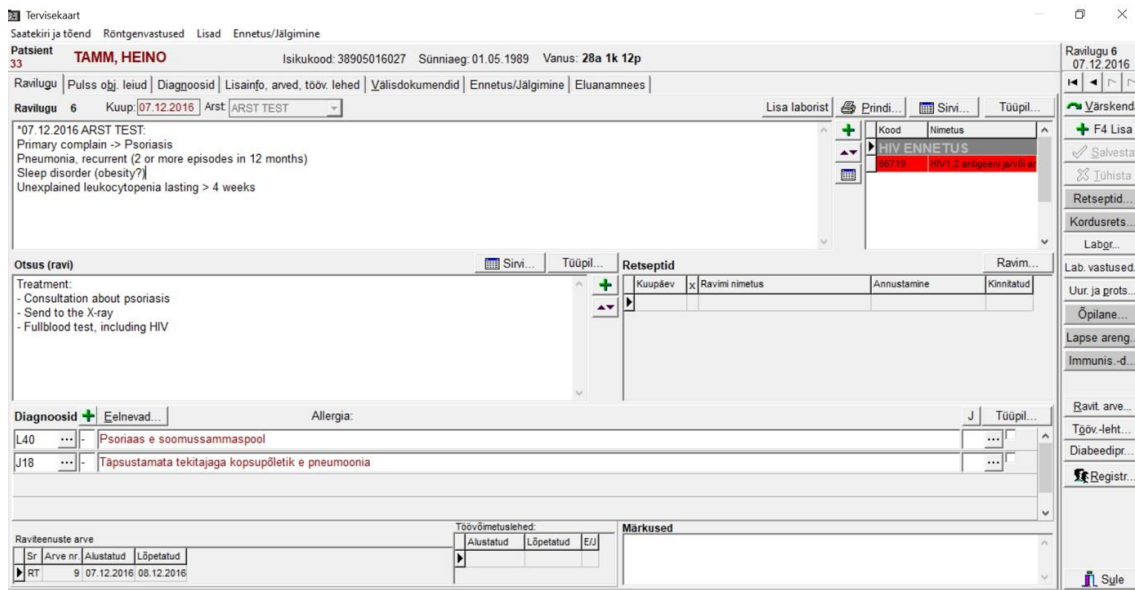 Tervisekaart
Saatekiri ja tõend Röntgenvastused Lisad Ennetus/Jälgimine
Patsient
33 TAMM, HEINO Isikukood: 38905016027 Sünniaeg: 01.05.1989 Vanus: 28a 1k 12p
Ravilugu 6
07.12.2016
Ravilugu Pulss obj. leiud Diagnoosid Lisainfo, arved, tööv. lehed Välisdokumendid Ennetus/Jälgimine Eluanamnees
Ravilugu 6 Kuup: 07.12.2016 Arst: ARST TEST Lisa laborist Prindi... Sirvi... Tüüpil...
*07.12.2016 ARST TEST:
Primary complain -> Psoriasis
Pneumonia, recurrent (2 or more episodes in 12 months)
Sleep disorder (obesity?)
Unexplained leukocytopenia lasting > 4 weeks
Kood Nimetus
HIV ENNETUS
66719 HIV1,2 antigeeni ja/või
Otsus (ravi) Sirvi... Tüüpil...
Treatment:
- Consultation about psoriasis
- Send to the X-ray
- Fullblood test, including HIV
Retseptid Ravim...
Kuupäev x Ravimi nimetus Annustamine Kinnitatud
Diagnoosid Eelnevad... Allergia: J Tüüpil...
L40 ... - Psoriaas e soomussammaspool ...
J18 ... - Täpsustamata tekitajaga kopsupõletik e pneumoonia ...
Raviteenuste arve
Sr Arve nr. Alustatud Lõpetatud
RT 9 07.12.2016 08.12.2016
Töövõimetuslehed:
Alustatud Lõpetatud E/J
Märkused
Värskend
F4 Lisa
Salvesta
Tühista
Retseptid...
Kordusrets...
Labor...
Lab. vastused.
Uur. ja prots...
Õpilane...
Lapse areng..
Immunis.-d...
Ravit. arve...
Tööv.-leht...
Diabeedipr...
Registr...
Sule